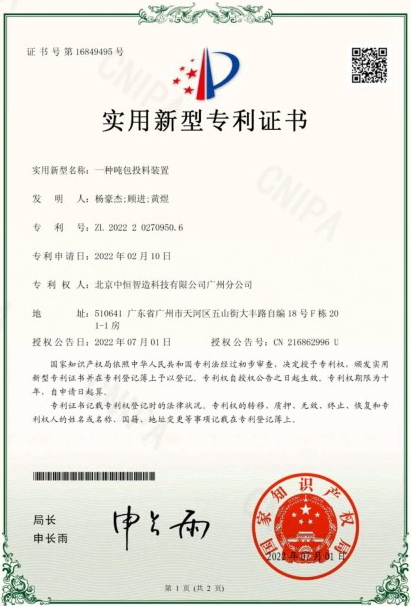 证书号第16849495号
实用新型专利证书
实用新型名称:一种吨包投料装置
发 明 人:杨豪杰;顾进;黄煜
专 利 号:ZL 2022 2 0270950.6
专利申请日:2022年02月10日
专 利 权 人:北京中恒智造科技有限公司广州分公司
地 址:510641 广东省广州市天河区五山街大丰路自编18号F栋20
1-1房
授权公告日:2022年07月01日 授权公告号:CN 216862996 U
国家知识产权局依照中华人民共和国专利法经过初步审查,决定授予专利权,颁发实用
新型专利证书并在专利登记簿上予以登记。专利权自授权公告之日起生效。专利权期限为十
年,自申请日起算。
专利证书记载专利权登记时的法律状况。专利权的转移、质押、无效、终止、恢复和专
利权人的姓名或名称、国籍、地址变更等事项记载在专利登记簿上。
局长
申长雨
申长雨
国家知识产权局
2022年07月01日
第 1 页 (共 2 页)
CNIPA
CNIPA
CNIPA